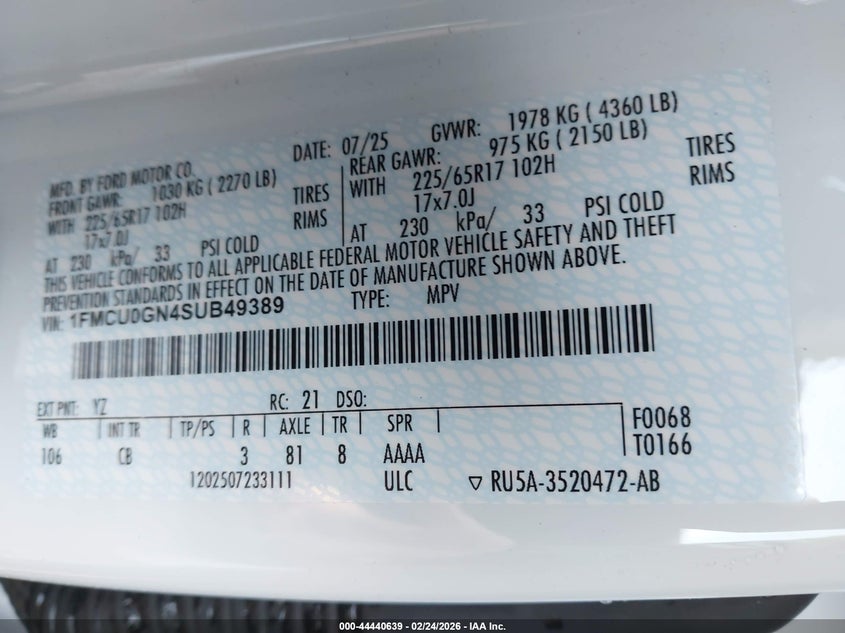 MFD. BY FORD MOTOR CO. DATE: 07/25 GVWR: 1978 KG ( 4360 LB)
FRONT GAWR: 1030 KG ( 2270 LB) REAR GAWR: 975 KG ( 2150 LB)
WITH 225/65R17 102H TIRES WITH 225/65R17 102H TIRES
17x7.0J RIMS 17x7.0J RIMS
AT 230 kPa/ 33 PSI COLD AT 230 kPa/ 33 PSI COLD
THIS VEHICLE CONFORMS TO ALL APPLICABLE FEDERAL MOTOR VEHICLE SAFETY AND THEFT
PREVENTION STANDARDS IN EFFECT ON THE DATE OF MANUFACTURE SHOWN ABOVE.
VIN: 1FMCU0GN4SUB49389 TYPE: MPV
EXT PNT: YZ RC: 21 DSO:
WB INT TR TP/PS R AXLE TR SPR F0068
106 CB 3 81 8 AAAA T0166
1202507233111 ULC ▽ RU5A-3520472-AB
000-44440639 - 02/24/2026 - IAA Inc.